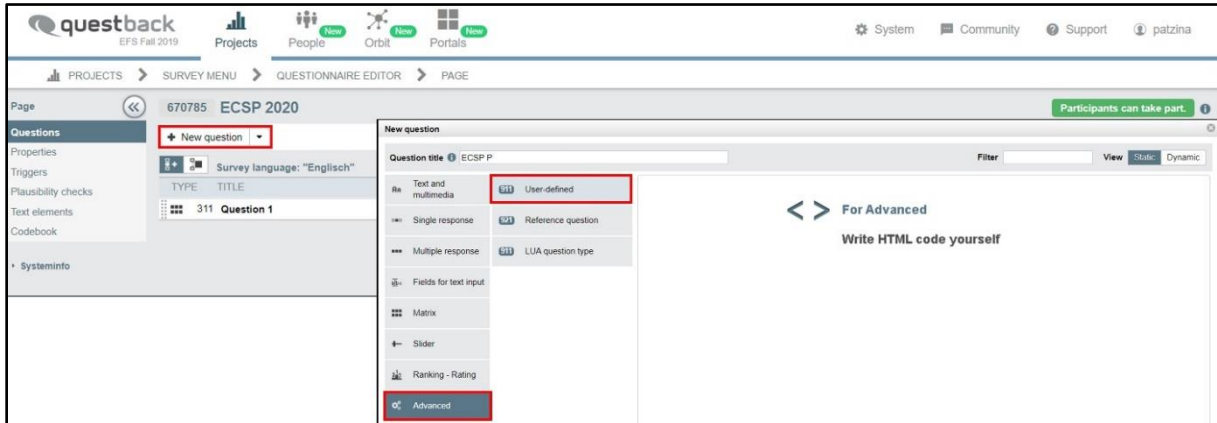 questback
EFS Fall 2019
Projects
People
New
Orbit
New
Portals
New
System
Community
Support
patzina
PROJECTS
SURVEY MENU
QUESTIONNAIRE EDITOR
PAGE
Page
670785 ECSP 2020
Participants can take part.
Questions
Properties
Triggers
Plausibility checks
Text elements
Codebook
Systeminfo
New question
Survey language: "Englisch"
TYPE TITLE
311 Question 1
New question
Question title ECSP P
Filter
View Static Dynamic
Text and
multimedia
User-defined
Single response
Reference question
Multiple response
LUA question type
Fields for text input
Matrix
Slider
Ranking - Rating
Advanced
< > For Advanced
Write HTML code yourself